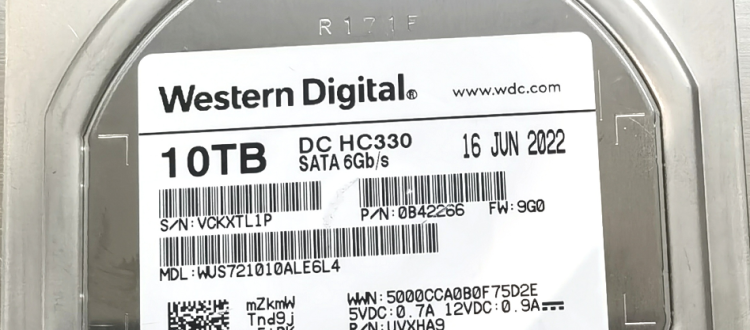 R171F
Western Digital® www.wdc.com
10TB DC HC330 16 JUN 2022
SATA 6Gb/s
S/N:VCKXTL1P P/N:0B42266 FW:9G0
MDL:WUS721010ALE6L4
mZkmW WWN:5000CCA0B0F75D2E
Tnd9j 5VDC:0.7A 12VDC:0.9A⎓
R/N:UVXHA9